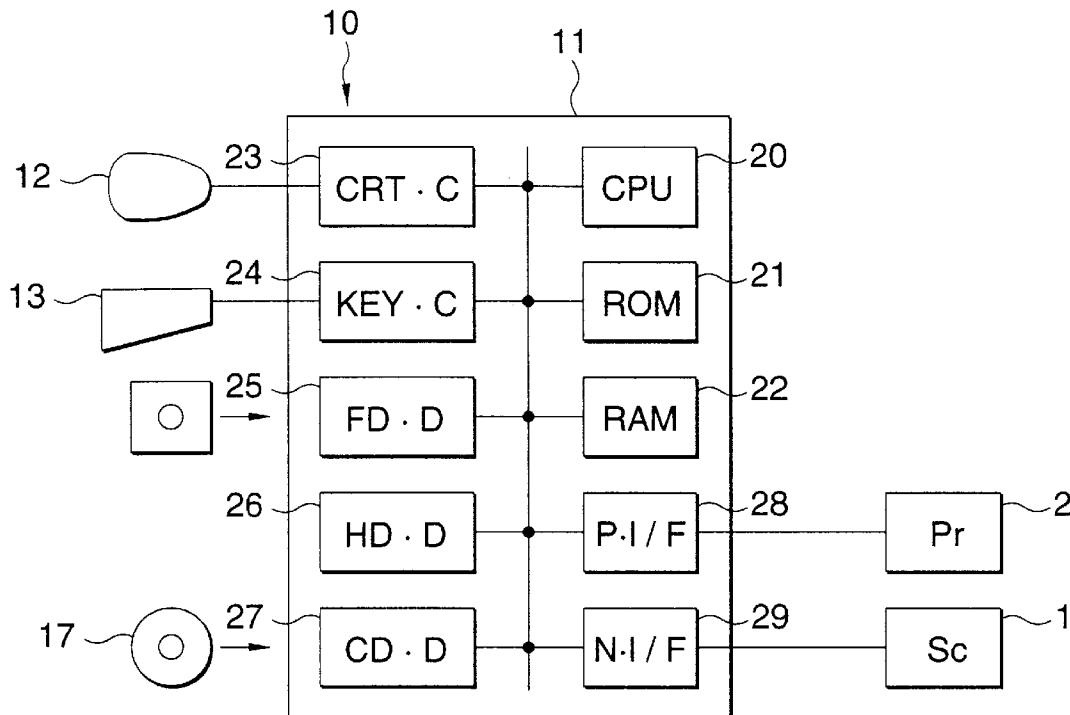 10
11
12
23
CRT · C
20
CPU
13
24
KEY · C
21
ROM
25
FD · D
22
RAM
26
HD · D
28
P·I / F
2
Pr
17
27
CD · D
29
N·I / F
1
Sc